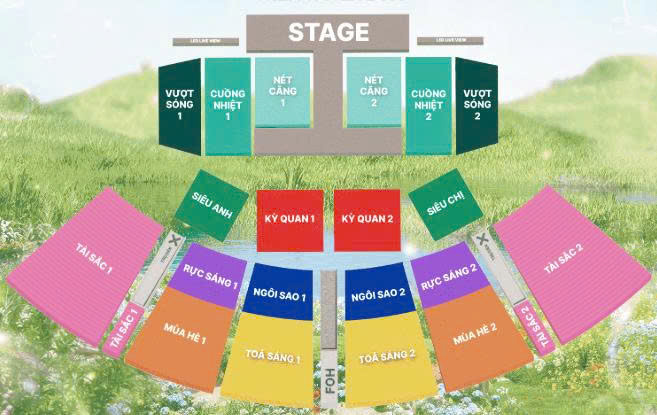 STAGE
LED LIVE VIEW
LED LIVE VIEW
VƯỢT
SÓNG
1
CUỒNG
NHIỆT
1
NÉT
CĂNG
1
NÉT
CĂNG
2
CUỒNG
NHIỆT
2
VƯỢT
SÓNG
2
SIÊU ANH
KỲ QUAN 1
KỲ QUAN 2
SIÊU CHỊ
TÀI SẮC 1
X
RỰC SÁNG 1
NGÔI SAO 1
NGÔI SAO 2
RỰC SÁNG 2
X
TÀI SẮC 2
TÀI SẮC 1
MÙA HÈ 1
TOẢ SÁNG 1
FOH
TOẢ SÁNG 2
MÙA HÈ 2
TÀI SẮC 2